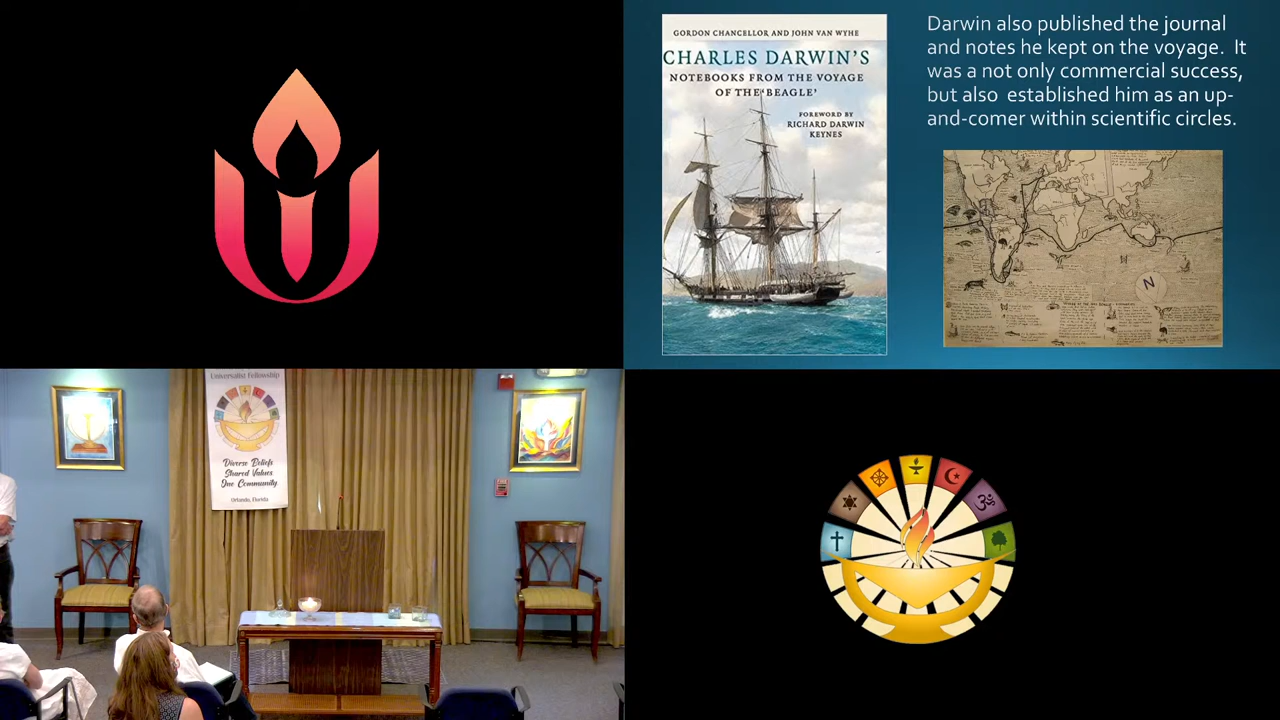 GORDON CHANCELLOR AND JOHN VAN WYHE
CHARLES DARWIN'S
NOTEBOOKS FROM THE VOYAGE
OF THE 'BEAGLE'
FOREWORD BY
RICHARD DARWIN
KEYNES
Darwin also published the journal
and notes he kept on the voyage. It
was a not only commercial success,
but also established him as an up-
and-comer within scientific circles.
N
Universalist Fellowship
Diverse Beliefs
Shared Values
One Community
Orlando, Florida